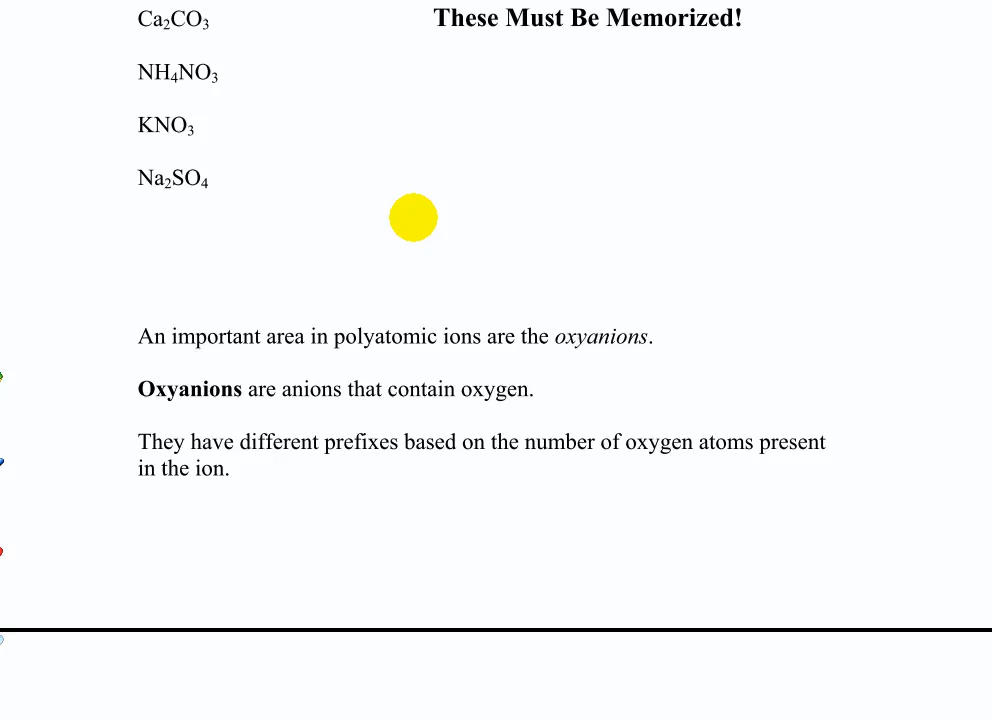 Ca₂CO₃
These Must Be Memorized!
NH₄NO₃
KNO₃
Na₂SO₄
An important area in polyatomic ions are the oxyanions.
Oxyanions are anions that contain oxygen.
They have different prefixes based on the number of oxygen atoms present
in the ion.